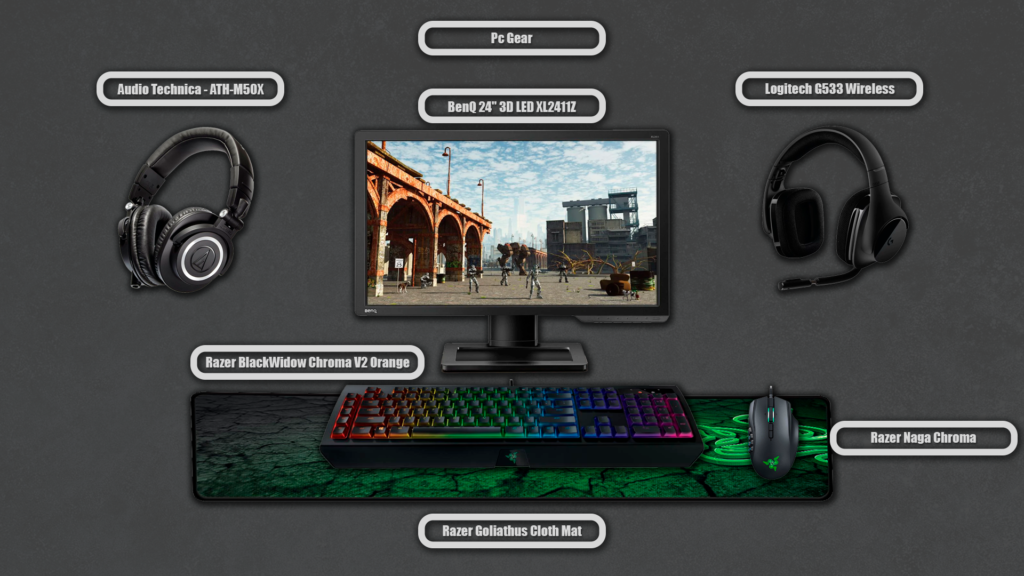 Pc Gear
Audio Technica - ATH-M50X
BenQ 24" 3D LED XL2411Z
Logitech G533 Wireless
BenQ
Razer BlackWidow Chroma V2 Orange
Razer Naga Chroma
Razer Goliathus Cloth Mat